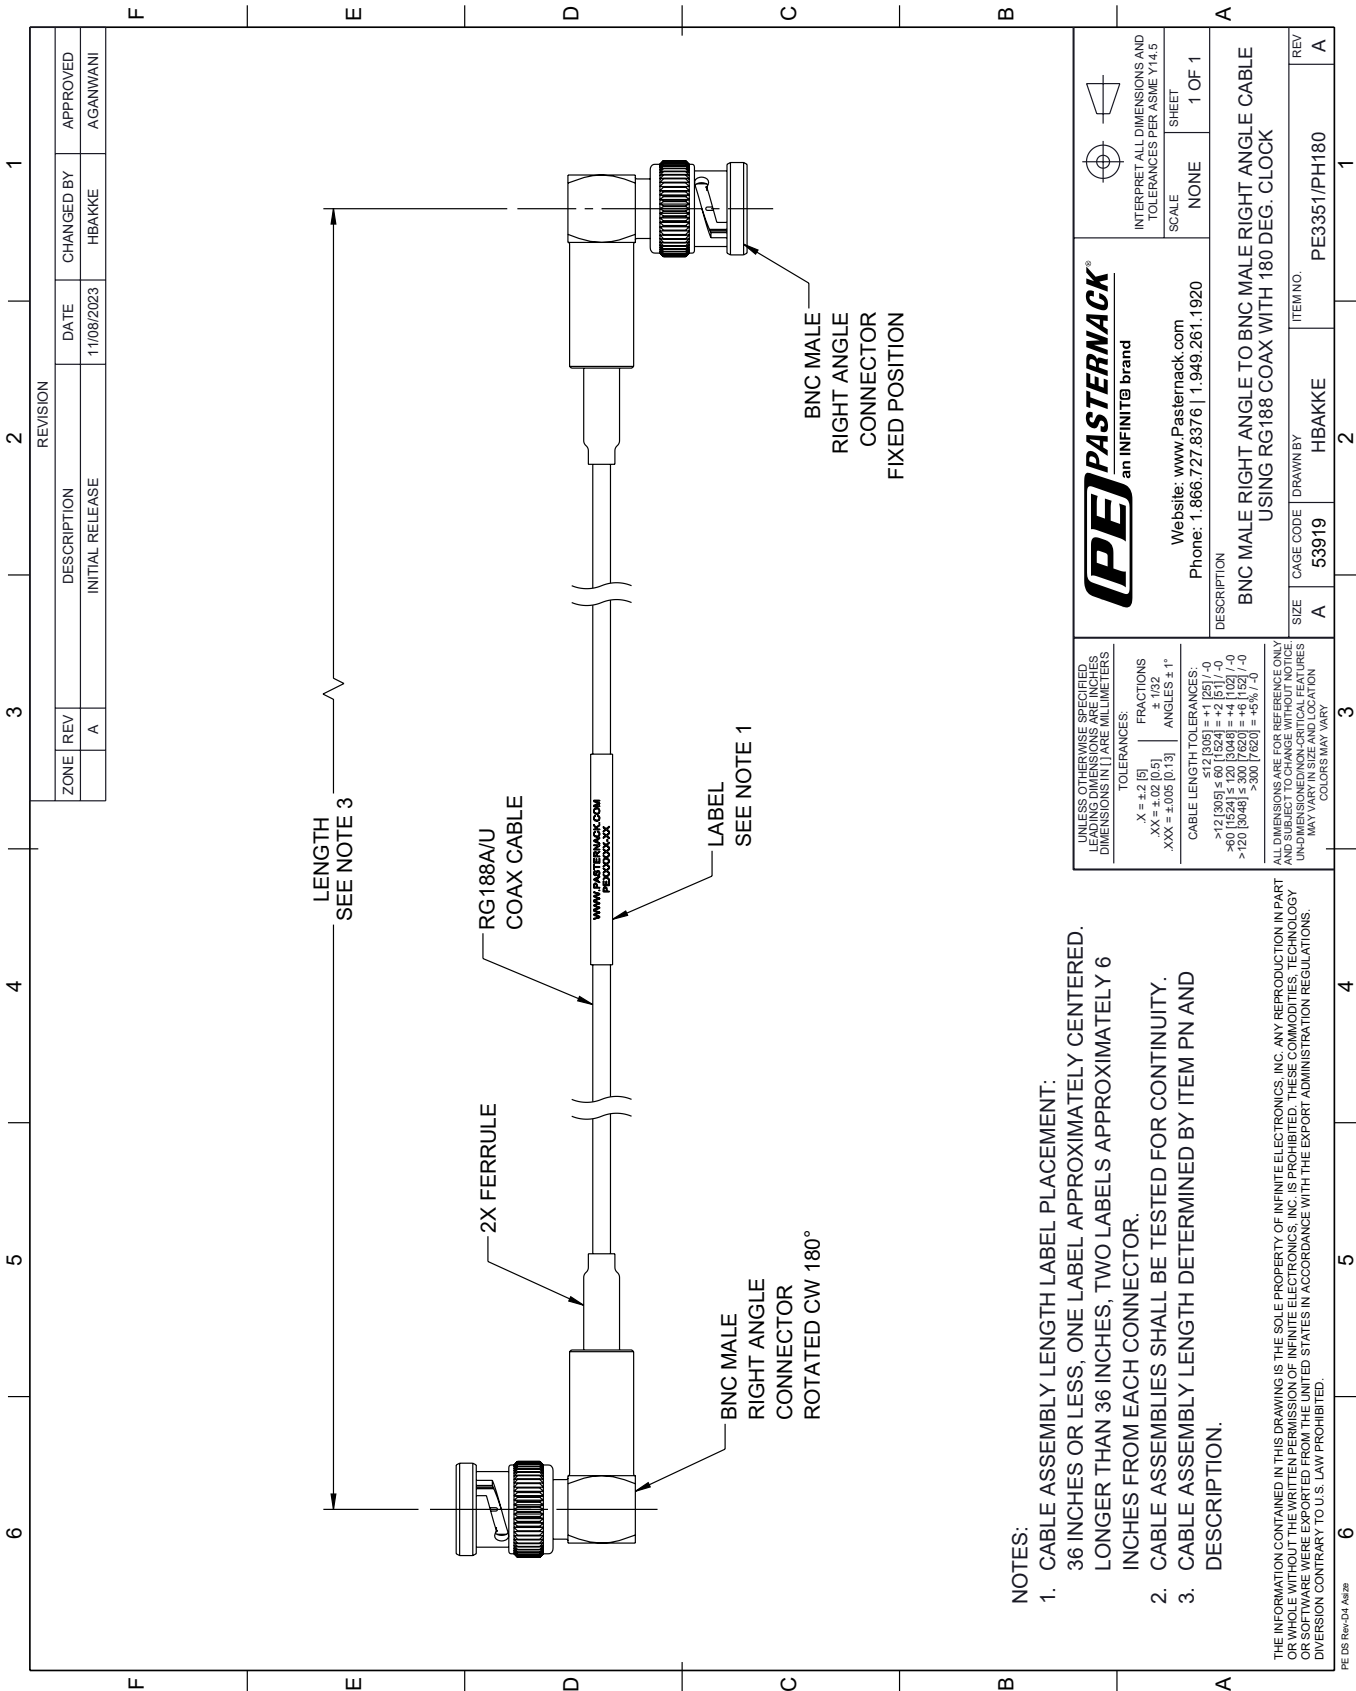 6
5
4
3
2
1
F
E
D
C
B
A
REVISION
ZONE
REV
DESCRIPTION
DATE
CHANGED BY
APPROVED
A
INITIAL RELEASE
11/08/2023
HBAKKE
AGANWANI
LENGTH
SEE NOTE 3
2X FERRULE
RG188A/U
COAX CABLE
WWW.PASTERNACK.COM
PEXXXXXX-XX
LABEL
SEE NOTE 1
BNC MALE
RIGHT ANGLE
CONNECTOR
ROTATED CW 180°
BNC MALE
RIGHT ANGLE
CONNECTOR
FIXED POSITION
NOTES:
1. CABLE ASSEMBLY LENGTH LABEL PLACEMENT:
36 INCHES OR LESS, ONE LABEL APPROXIMATELY CENTERED.
LONGER THAN 36 INCHES, TWO LABELS APPROXIMATELY 6
INCHES FROM EACH CONNECTOR.
2. CABLE ASSEMBLIES SHALL BE TESTED FOR CONTINUITY.
3. CABLE ASSEMBLY LENGTH DETERMINED BY ITEM PN AND
DESCRIPTION.
THE INFORMATION CONTAINED IN THIS DRAWING IS THE SOLE PROPERTY OF INFINITE ELECTRONICS, INC. ANY REPRODUCTION IN PART
OR WHOLE WITHOUT THE WRITTEN PERMISSION OF INFINITE ELECTRONICS, INC. IS PROHIBITED. THESE COMMODITIES, TECHNOLOGY
OR SOFTWARE WERE EXPORTED FROM THE UNITED STATES IN ACCORDANCE WITH THE EXPORT ADMINISTRATION REGULATIONS.
DIVERSION CONTRARY TO U.S. LAW PROHIBITED.
UNLESS OTHERWISE SPECIFIED
LEADING DIMENSIONS ARE INCHES
DIMENSIONS IN [ ] ARE MILLIMETERS
TOLERANCES:
.X = ±.2 [5]
.XX = ±.02 [0.5]
.XXX = ±.005 [0.13]
FRACTIONS
± 1/32
ANGLES ± 1°
CABLE LENGTH TOLERANCES:
≤12 [305] = +1 [25] / -0
>12 [305] ≤ 60 [1524] = +2 [51] / -0
>60 [1524] ≤ 120 [3048] = +4 [102] / -0
>120 [3048] ≤ 300 [7620] = +6 [152] / -0
>300 [7620] = +5% / -0
ALL DIMENSIONS ARE FOR REFERENCE ONLY
AND SUBJECT TO CHANGE WITHOUT NOTICE.
UN-DIMENSIONED/NON-CRITICAL FEATURES
MAY VARY IN SIZE AND LOCATION
COLORS MAY VARY
PE PASTERNACK®
an INFINIT@ brand
Website: www.Pasternack.com
Phone: 1.866.727.8376 | 1.949.261.1920
INTERPRET ALL DIMENSIONS AND
TOLERANCES PER ASME Y14.5
SCALE
NONE
SHEET
1 OF 1
DESCRIPTION
BNC MALE RIGHT ANGLE TO BNC MALE RIGHT ANGLE CABLE
USING RG188 COAX WITH 180 DEG. CLOCK
SIZE
A
CAGE CODE
53919
DRAWN BY
HBAKKE
ITEM NO.
PE3351/PH180
REV
A
F
E
D
C
B
A
6
5
4
3
2
1
PE DS Rev-D4 Asize